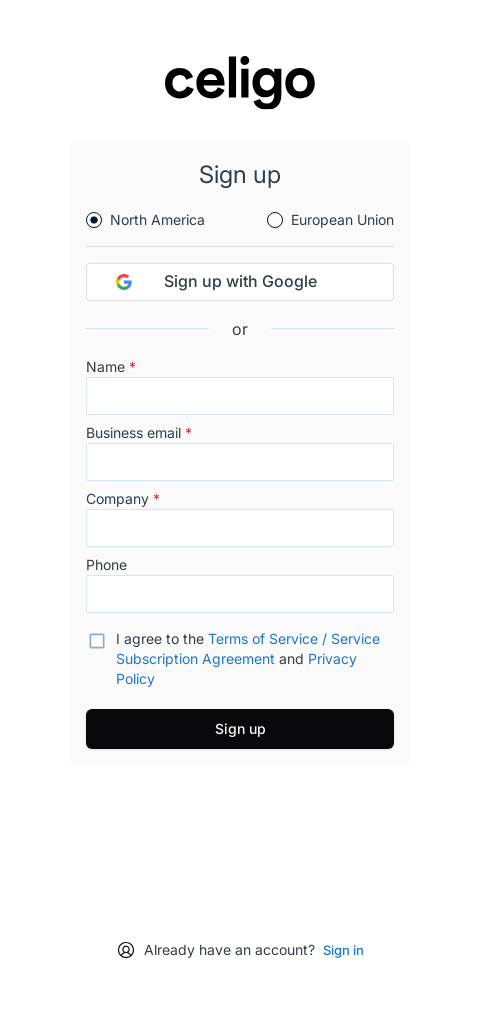 celigo
Sign up
North America
European Union
Sign up with Google
or
Name *
Business email *
Company *
Phone
I agree to the Terms of Service / Service
Subscription Agreement and Privacy
Policy
Sign up
Already have an account? Sign in